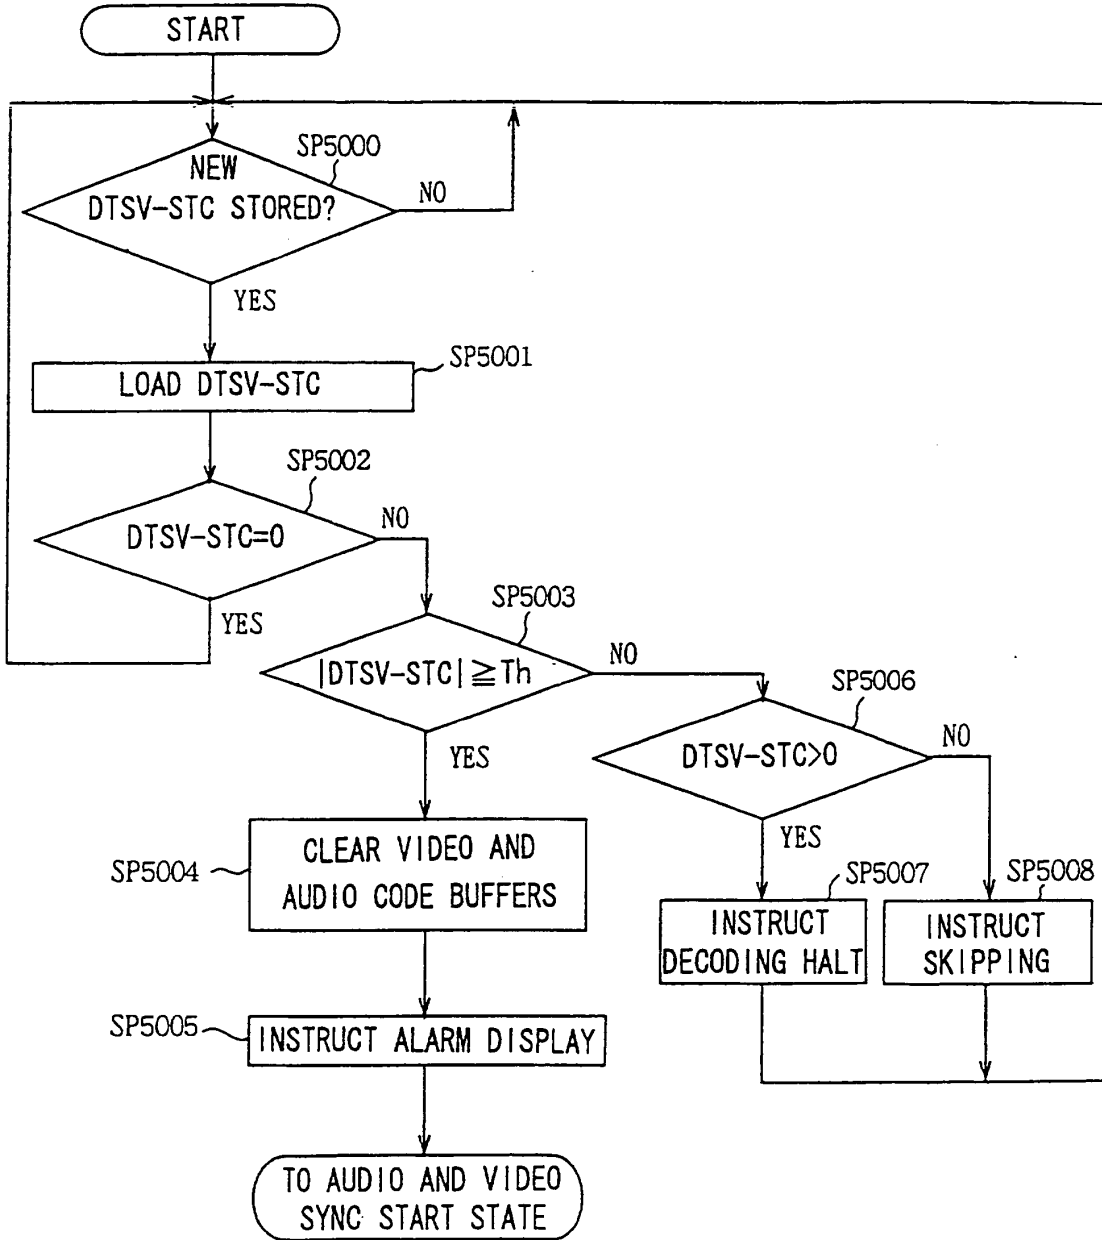 START
SP5000
NEW
DTSV-STC STORED?
NO
YES
SP5001
LOAD DTSV-STC
SP5002
DTSV-STC=0
NO
YES
SP5003
|DTSV-STC|≧Th
NO
YES
SP5006
DTSV-STC>0
NO
YES
SP5004
CLEAR VIDEO AND
AUDIO CODE BUFFERS
SP5007
INSTRUCT
DECODING HALT
SP5008
INSTRUCT
SKIPPING
SP5005
INSTRUCT ALARM DISPLAY
TO AUDIO AND VIDEO
SYNC START STATE